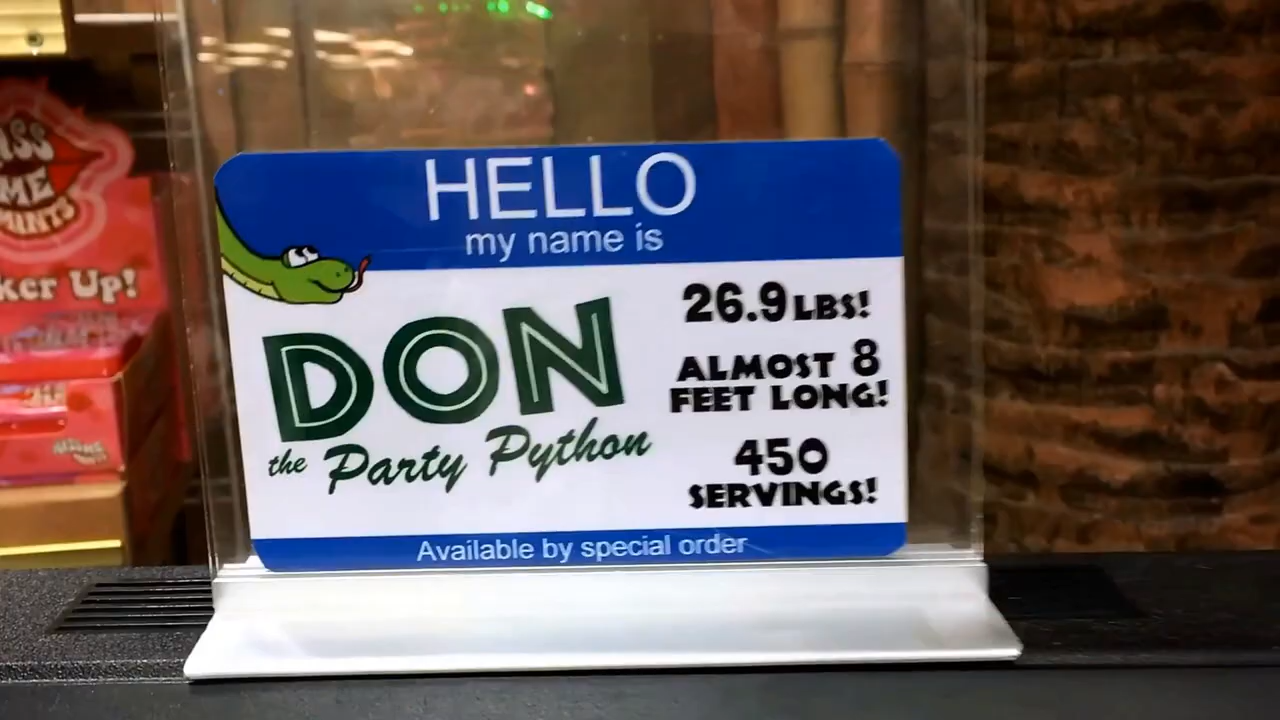 HELLO
my name is
DON
the Party Python
26.9 LBS!
ALMOST 8
FEET LONG!
450
SERVINGS!
Available by special order
ME
Up!